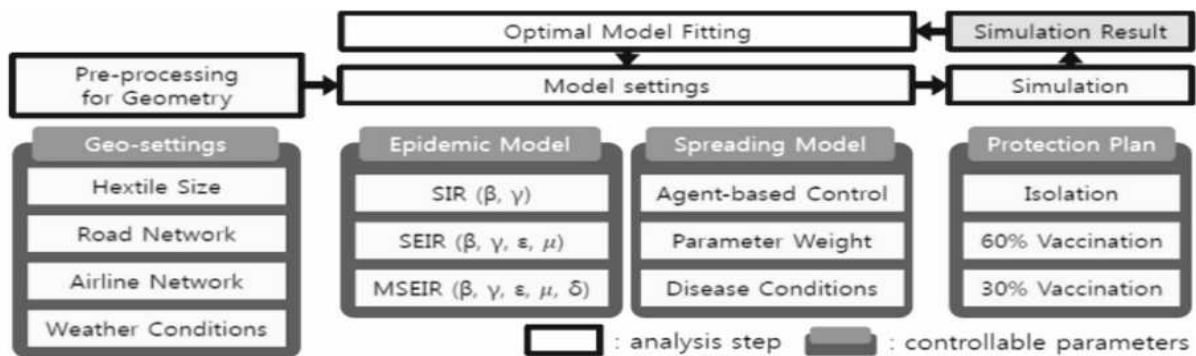 Optimal Model Fitting
Simulation Result
Pre-processing
for Geometry
Model settings
Simulation
Geo-settings
Hextile Size
Road Network
Airline Network
Weather Conditions
Epidemic Model
SIR (β, γ)
SEIR (β, γ, ε, μ)
MSEIR (β, γ, ε, μ, δ)
Spreading Model
Agent-based Control
Parameter Weight
Disease Conditions
Protection Plan
Isolation
60% Vaccination
30% Vaccination
: analysis step
: controllable parameters